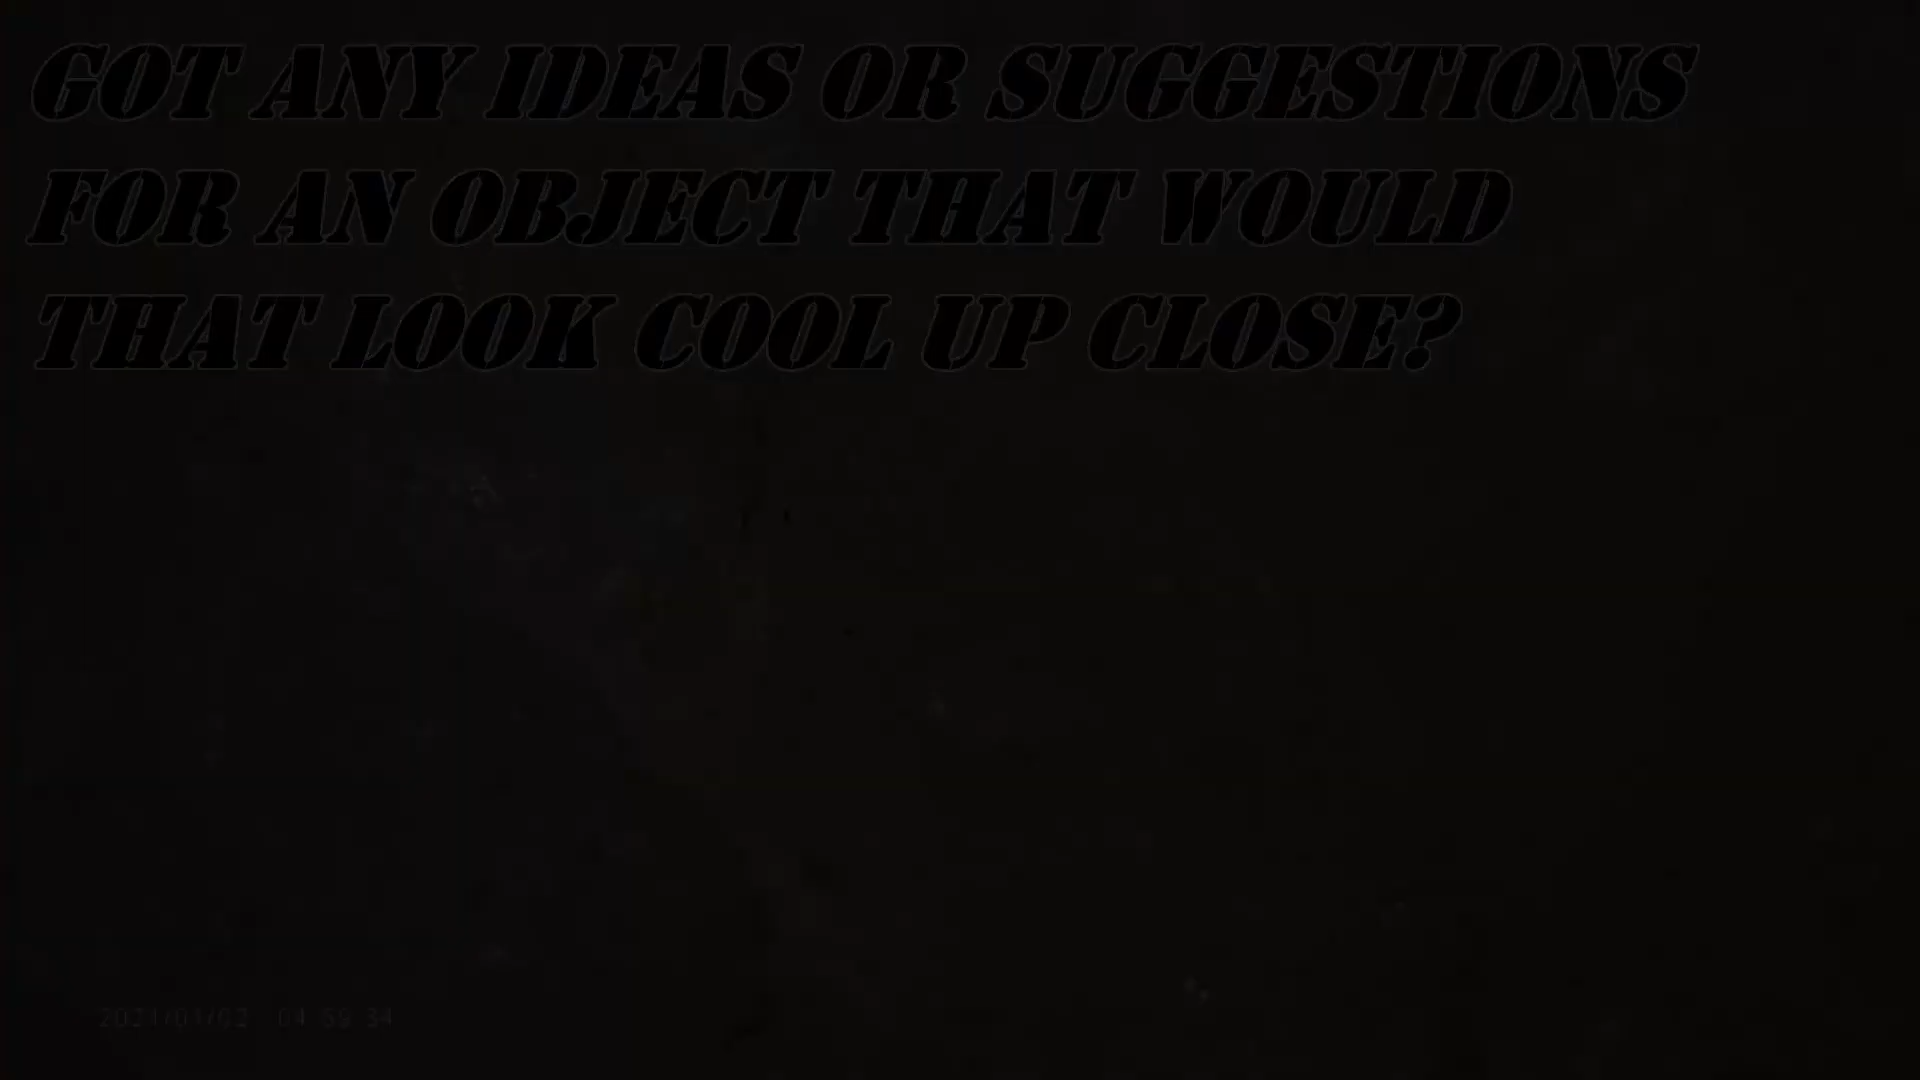 GOT ANY IDEAS OR SUGGESTIONS
FOR AN OBJECT THAT WOULD
THAT LOOK COOL UP CLOSE?